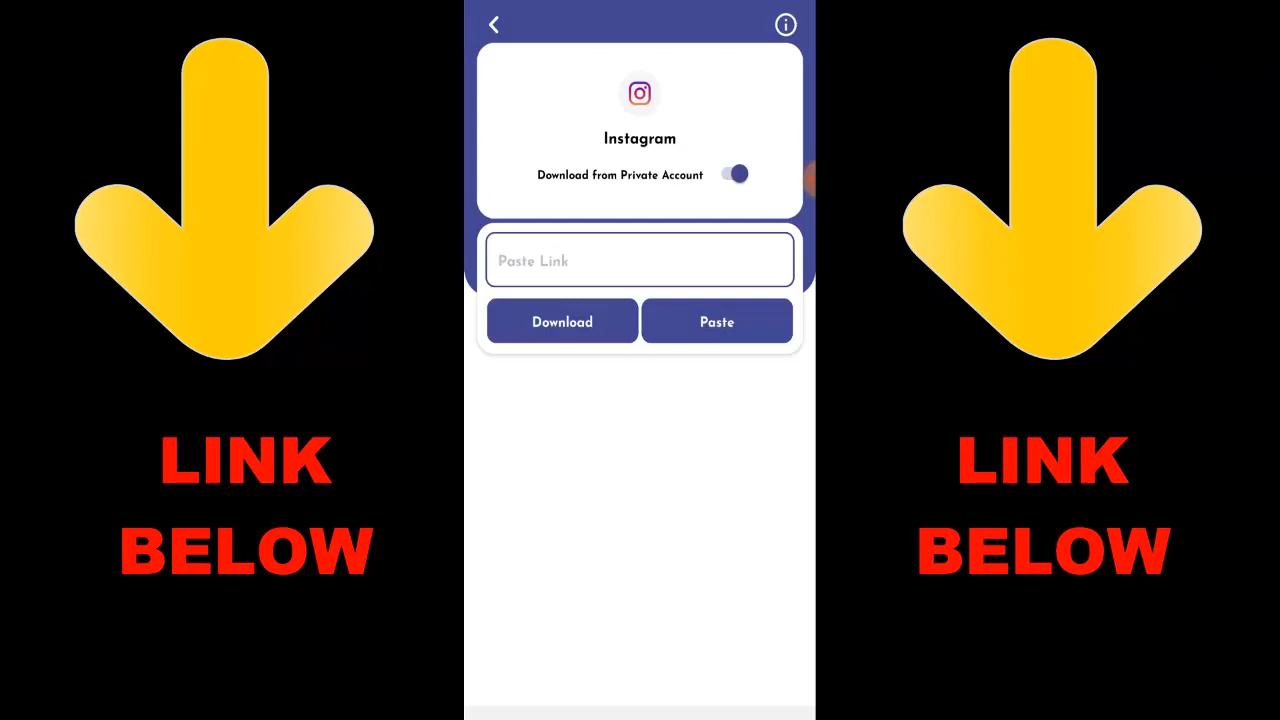 Instagram
Download from Private Account
Paste Link
Download Paste
LINK
BELOW
LINK
BELOW